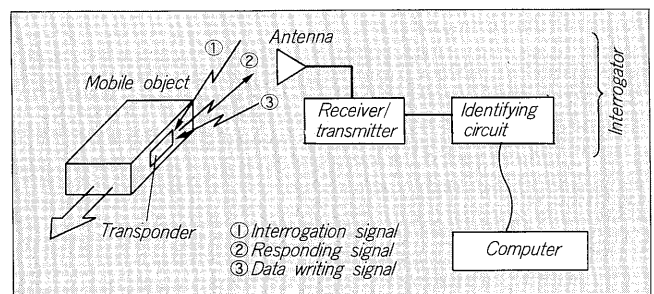 Antenna
①
②
③
Mobile object
Receiver/
transmitter
Identifying
circuit
Interrogator
Transponder
① Interrogation signal
② Responding signal
③ Data writing signal
Computer